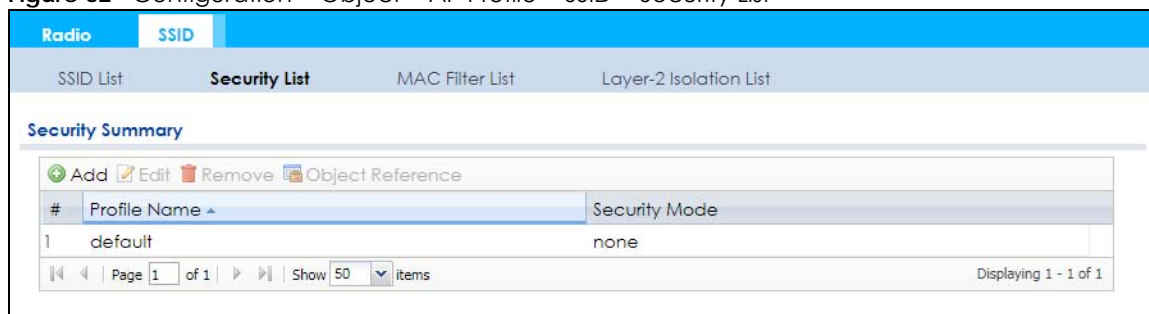 Radio SSID
SSID List Security List MAC Filter List Layer-2 Isolation List
Security Summary
Add Edit Remove Object Reference
# Profile Name Security Mode
1 default none
Page 1 of 1 Show 50 items Displaying 1 - 1 of 1